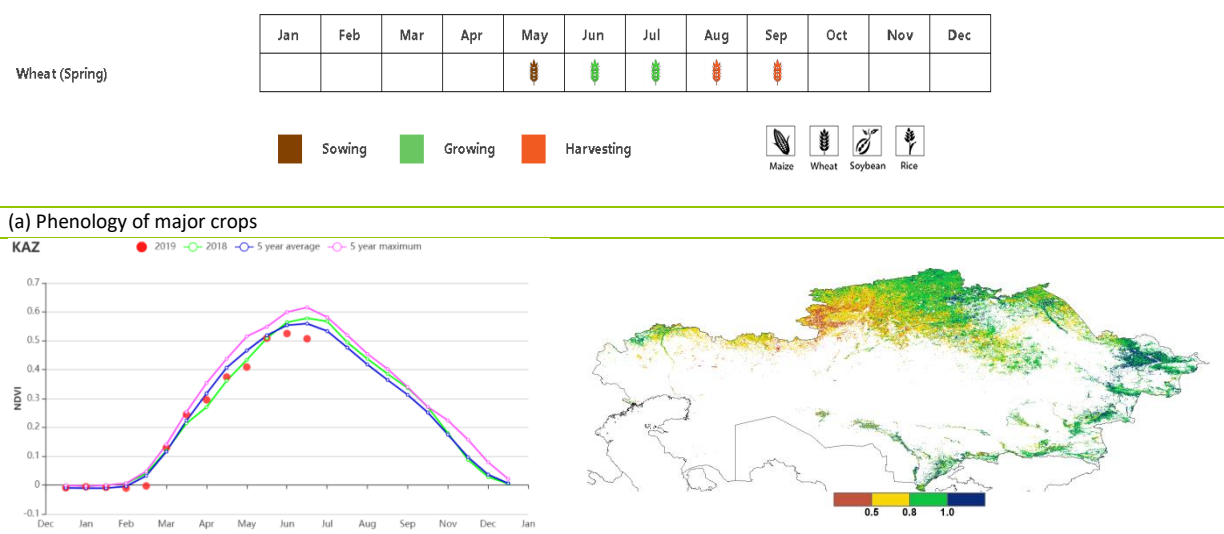 Jan Feb Mar Apr May Jun Jul Aug Sep Oct Nov Dec
Wheat (Spring)
Sowing Growing Harvesting
Maize Wheat Soybean Rice
(a) Phenology of major crops
KAZ
2019 2018 5 year average 5 year maximum
0.7
0.6
0.5
0.4
0.3
0.2
0.1
0
-0.1
NDVI
Dec Jan Feb Mar Apr May Jun Jul Aug Sep Nov Dec Jan
0.5 0.8 1.0